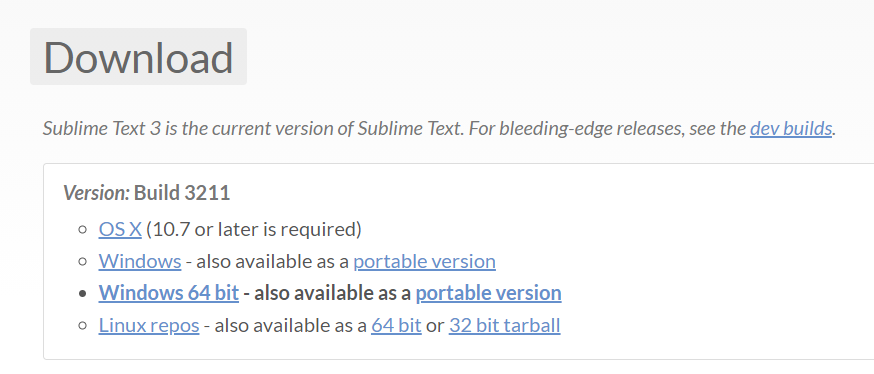 Download
Sublime Text 3 is the current version of Sublime Text. For bleeding-edge releases, see the dev builds.
Version: Build 3211
OS X (10.7 or later is required)
Windows - also available as a portable version
Windows 64 bit - also available as a portable version
Linux repos - also available as a 64 bit or 32 bit tarball